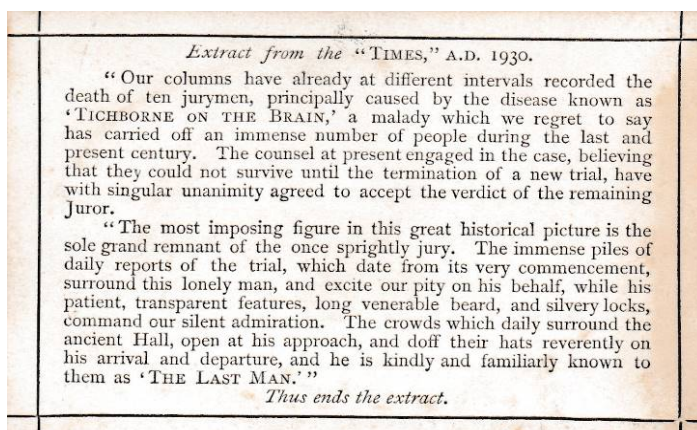 Extract from the “TIMES,” A.D. 1930.
“Our columns have already at different intervals recorded the
death of ten jurymen, principally caused by the disease known as
‘TICHBORNE ON THE BRAIN,’ a malady which we regret to say
has carried off an immense number of people during the last and
present century. The counsel at present engaged in the case, believing
that they could not survive until the termination of a new trial, have
with singular unanimity agreed to accept the verdict of the remaining
Juror.
“The most imposing figure in this great historical picture is the
sole grand remnant of the once sprightly jury. The immense piles of
daily reports of the trial, which date from its very commencement,
surround this lonely man, and excite our pity on his behalf, while his
patient, transparent features, long venerable beard, and silvery locks,
command our silent admiration. The crowds which daily surround the
ancient Hall, open at his approach, and doff their hats reverently on
his arrival and departure, and he is kindly and familiarly known to
them as ‘THE LAST MAN.’”
Thus ends the extract.